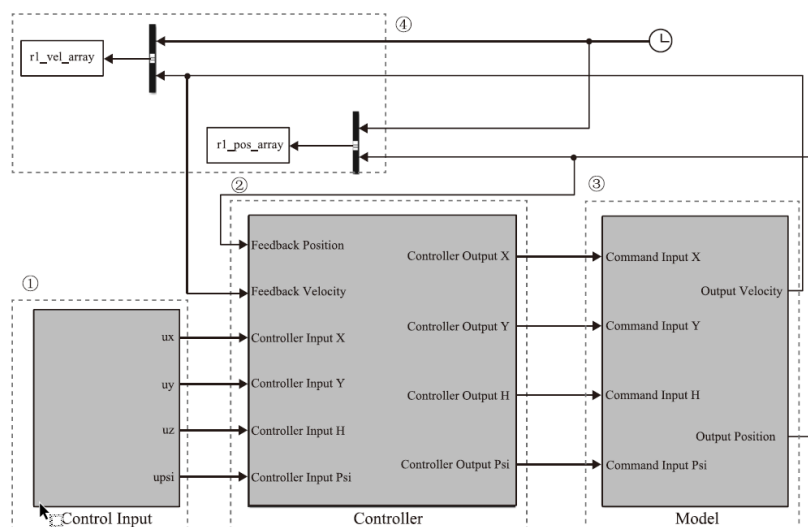 ④
r1_vel_array
r1_pos_array
②
③
①
Feedback Position
Feedback Velocity
Controller Input X
Controller Input Y
Controller Input H
Controller Input Psi
Controller Output X
Controller Output Y
Controller Output H
Controller Output Psi
Command Input X
Command Input Y
Command Input H
Command Input Psi
Output Velocity
Output Position
ux
uy
uz
upsi
Control Input
Controller
Model